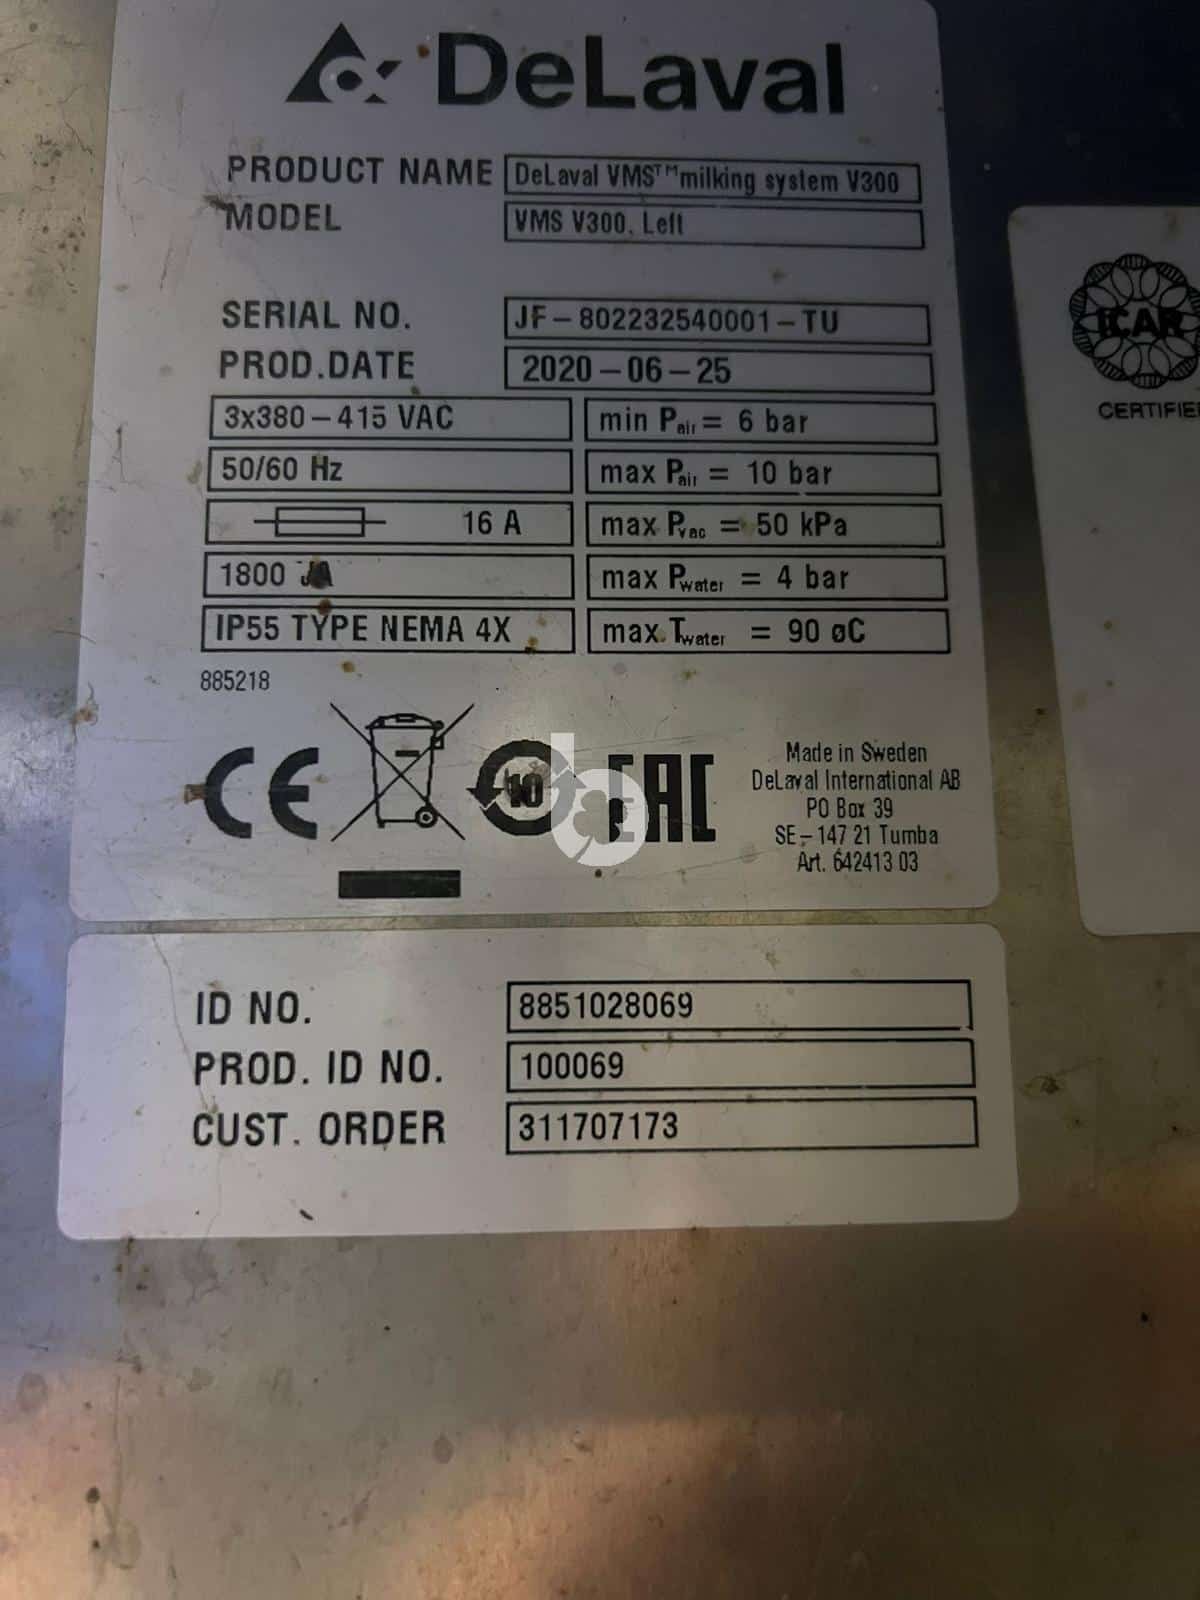 DeLaval
PRODUCT NAME DeLaval VMS™ milking system V300
MODEL VMS V300, Left
SERIAL NO. JF-802232540001-TU
PROD.DATE 2020-06-25
3x380-415 VAC min Pair = 6 bar
50/60 Hz max Pair = 10 bar
16 A max Pvac = 50 kPa
1800 max Pwater = 4 bar
IP55 TYPE NEMA 4X max.Twater = 90 øC
885218
CE
10
EAC
Made in Sweden
DeLaval International AB
PO Box 39
SE-147 21 Tumba
Art. 642413 03
ID NO. 8851028069
PROD. ID NO. 100069
CUST. ORDER 311707173
ICAR